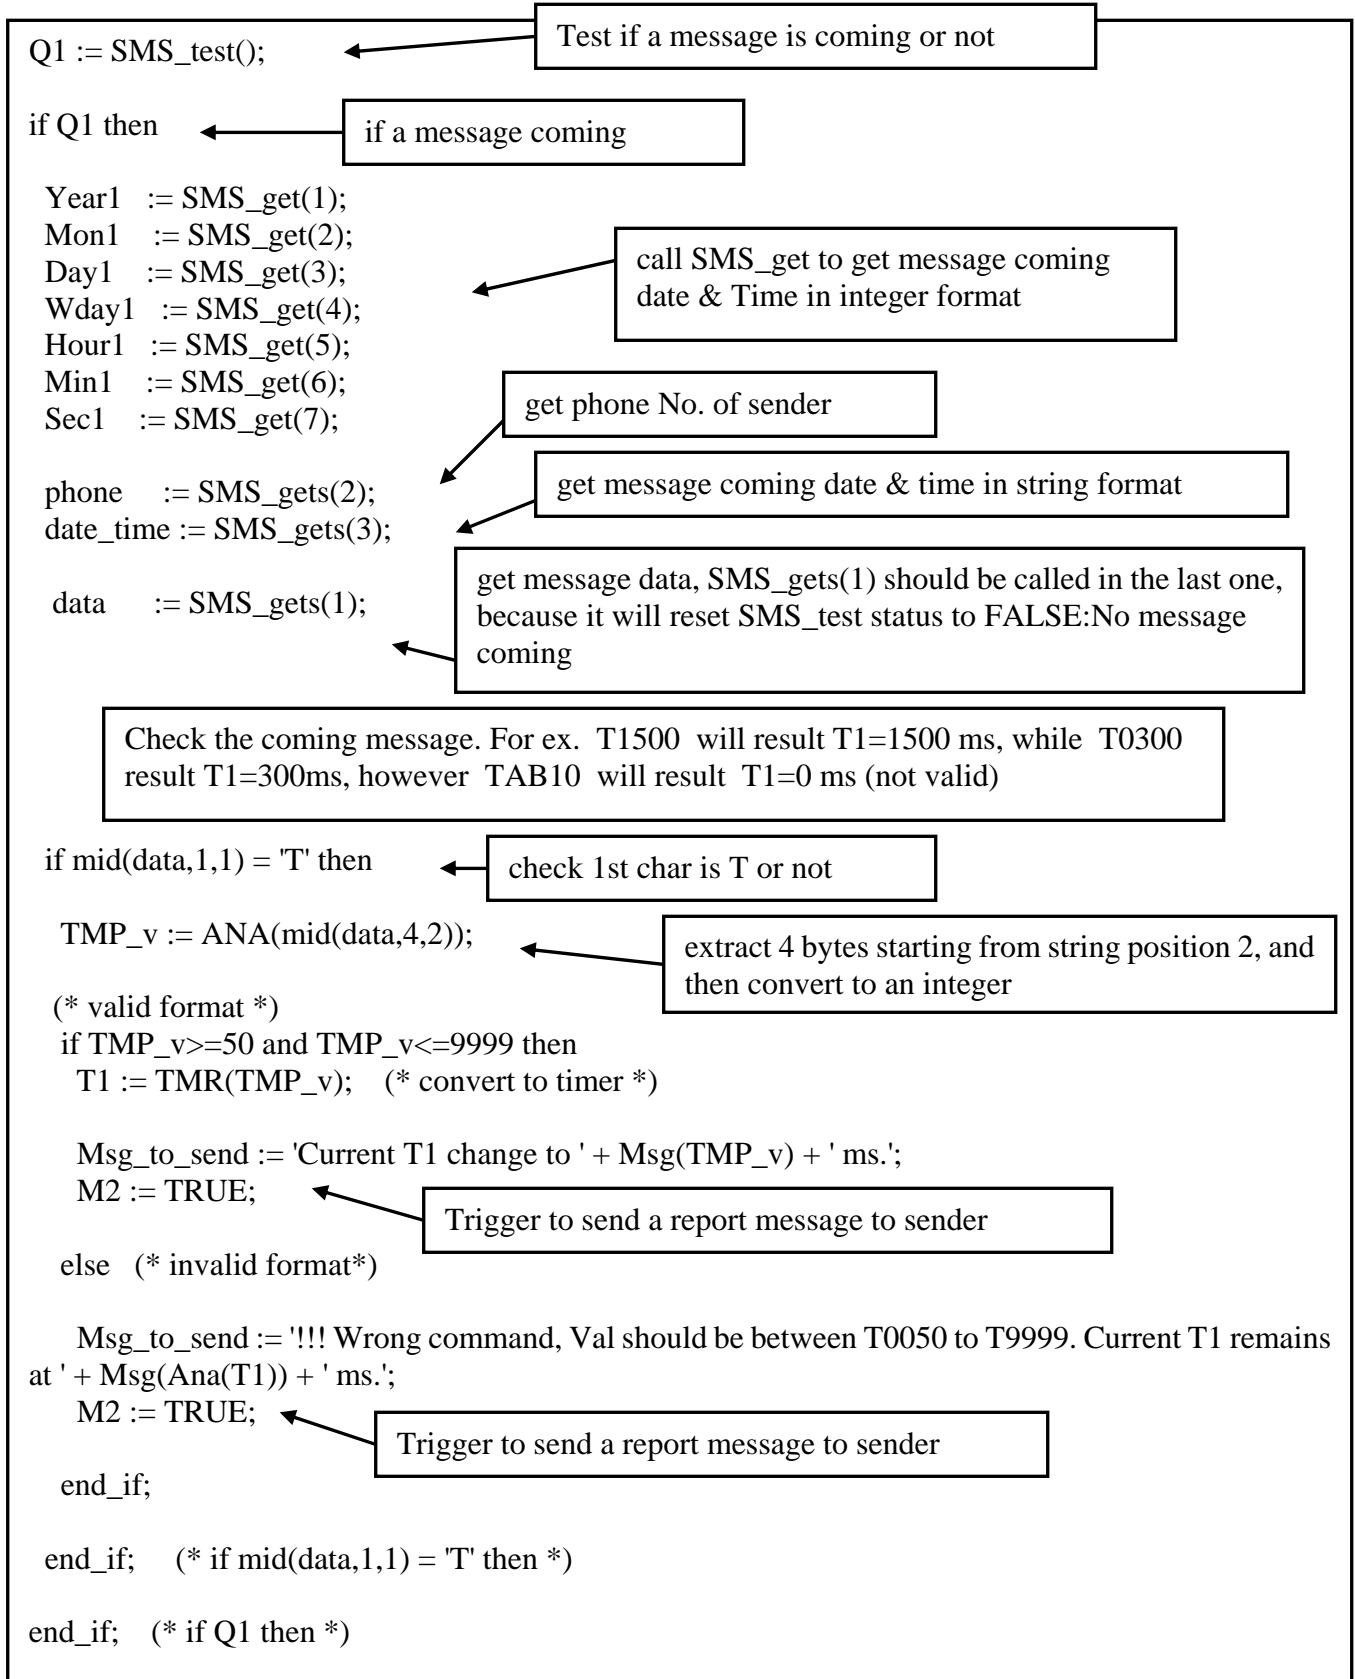 Q1 := SMS_test();
Test if a message is coming or not
if Q1 then
if a message coming
Year1 := SMS_get(1);
Mon1 := SMS_get(2);
Day1 := SMS_get(3);
Wday1 := SMS_get(4);
Hour1 := SMS_get(5);
Min1 := SMS_get(6);
Sec1 := SMS_get(7);
call SMS_get to get message coming
date & Time in integer format
get phone No. of sender
phone := SMS_gets(2);
get message coming date & time in string format
date_time := SMS_gets(3);
data := SMS_gets(1);
get message data, SMS_gets(1) should be called in the last one,
because it will reset SMS_test status to FALSE:No message
coming
Check the coming message. For ex. T1500 will result T1=1500 ms, while T0300
result T1=300ms, however TAB10 will result T1=0 ms (not valid)
if mid(data,1,1) = 'T' then
check 1st char is T or not
TMP_v := ANA(mid(data,4,2));
extract 4 bytes starting from string position 2, and
then convert to an integer
(* valid format *)
if TMP_v>=50 and TMP_v<=9999 then
T1 := TMR(TMP_v); (* convert to timer *)
Msg_to_send := 'Current T1 change to ' + Msg(TMP_v) + ' ms.';
M2 := TRUE;
Trigger to send a report message to sender
else (* invalid format*)
Msg_to_send := '!!! Wrong command, Val should be between T0050 to T9999. Current T1 remains
at ' + Msg(Ana(T1)) + ' ms.';
M2 := TRUE;
Trigger to send a report message to sender
end_if;
end_if; (* if mid(data,1,1) = 'T' then *)
end_if; (* if Q1 then *)